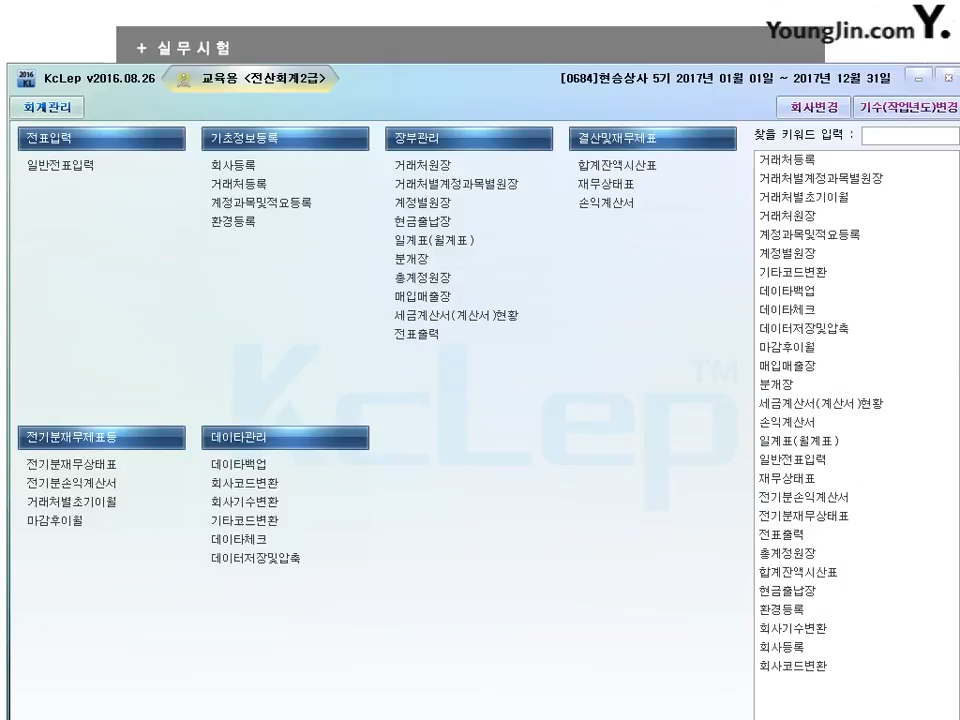 YoungJin.com Y.
+ 실무시험
2016 KL KcLep v2016.08.26 교육용 <전산회계2급> [0684]현승상사 5기 2017년 01월 01일 ~ 2017년 12월 31일
회계관리 회사변경 기수(작업년도)변경
전표입력
일반전표입력
기초정보등록
회사등록
거래처등록
계정과목및적요등록
환경등록
장부관리
거래처원장
거래처별계정과목별원장
계정별원장
현금출납장
일계표(월계표)
분개장
총계정원장
매입매출장
세금계산서(계산서)현황
전표출력
결산및재무제표
합계잔액시산표
재무상태표
손익계산서
전기분재무제표등
전기분재무상태표
전기분손익계산서
거래처별초기이월
마감후이월
데이타관리
데이타백업
회사코드변환
회사기수변환
기타코드변환
데이타체크
데이터저장및압축
찾을 키워드 입력 :
거래처등록
거래처별계정과목별원장
거래처별초기이월
거래처원장
계정과목및적요등록
계정별원장
기타코드변환
데이타백업
데이타체크
데이터저장및압축
마감후이월
매입매출장
분개장
세금계산서(계산서)현황
손익계산서
일계표(월계표)
일반전표입력
재무상태표
전기분손익계산서
전기분재무상태표
전표출력
총계정원장
합계잔액시산표
현금출납장
환경등록
회사기수변환
회사등록
회사코드변환
KcLep TM